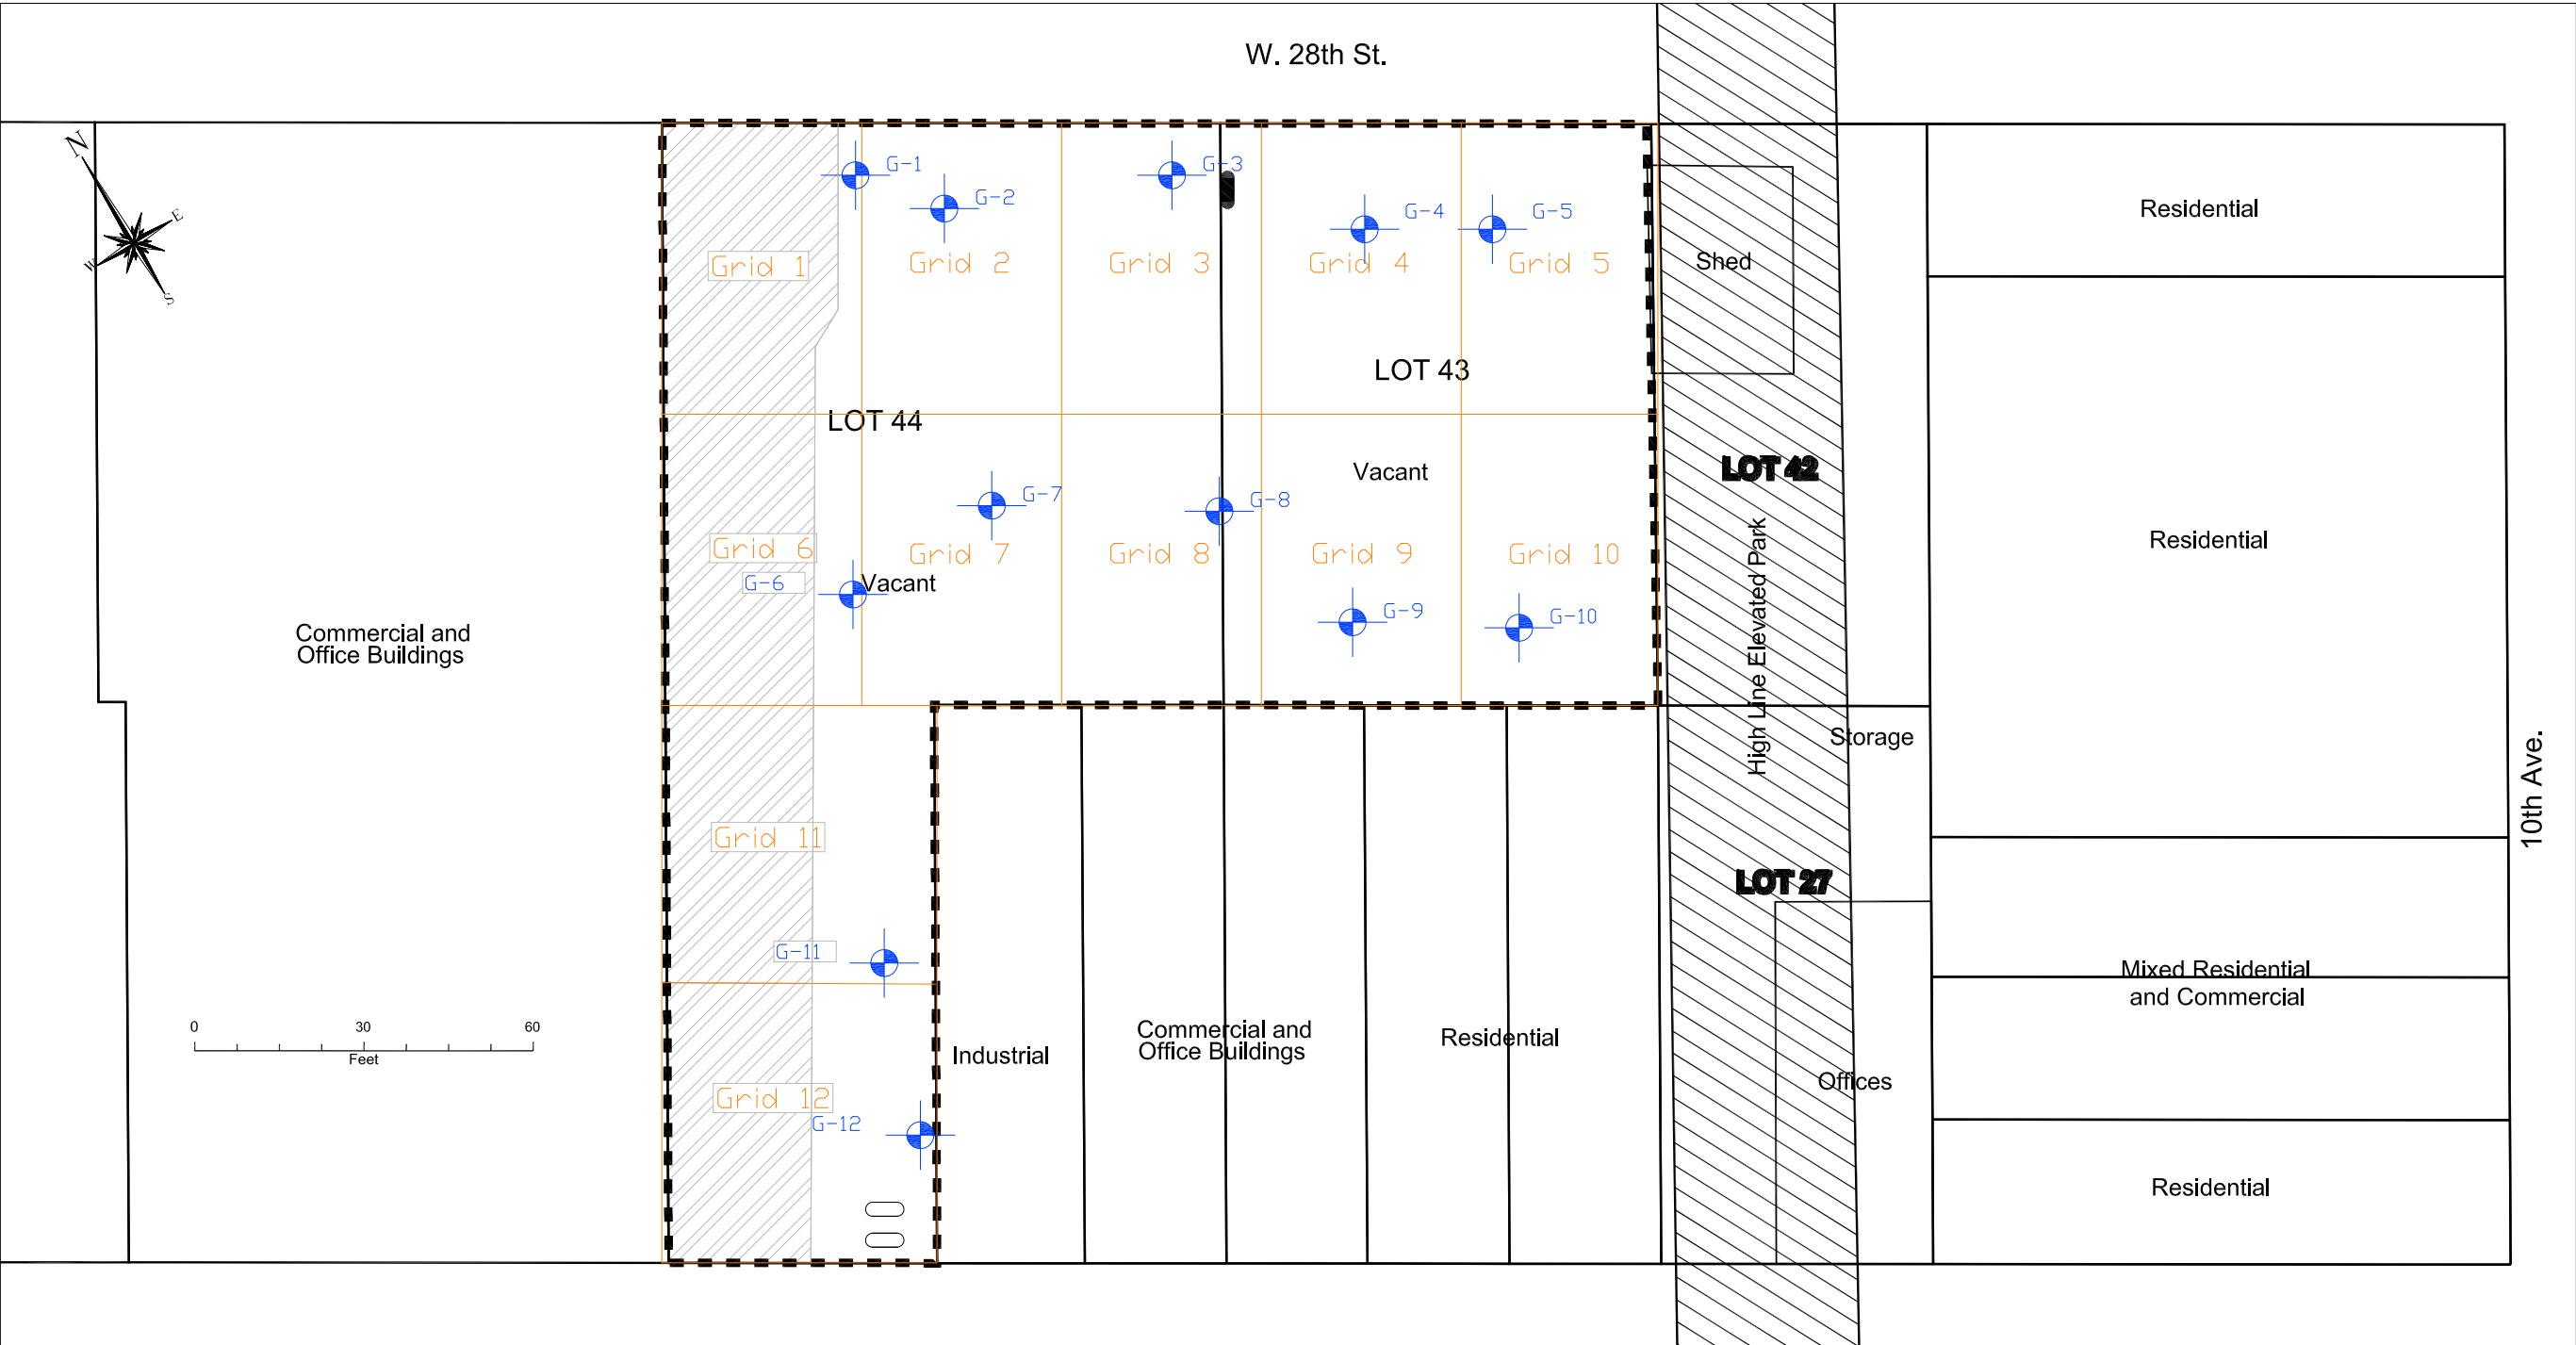 W. 28th St.
N
E
W
S
G-1
G-2
G-3
G-4
G-5
Grid 1
Grid 2
Grid 3
Grid 4
Grid 5
Shed
Residential
LOT 43
LOT 44
Vacant
LOT 42
G-7
G-8
Grid 6
Grid 7
Grid 8
Grid 9
Grid 10
G-6
Vacant
G-9
G-10
High Line Elevated Park
Residential
Commercial and
Office Buildings
Storage
10th Ave.
Grid 11
LOT 27
G-11
Mixed Residential
and Commercial
0
30
60
Feet
Industrial
Commercial and
Office Buildings
Residential
Offices
Grid 12
G-12
Residential